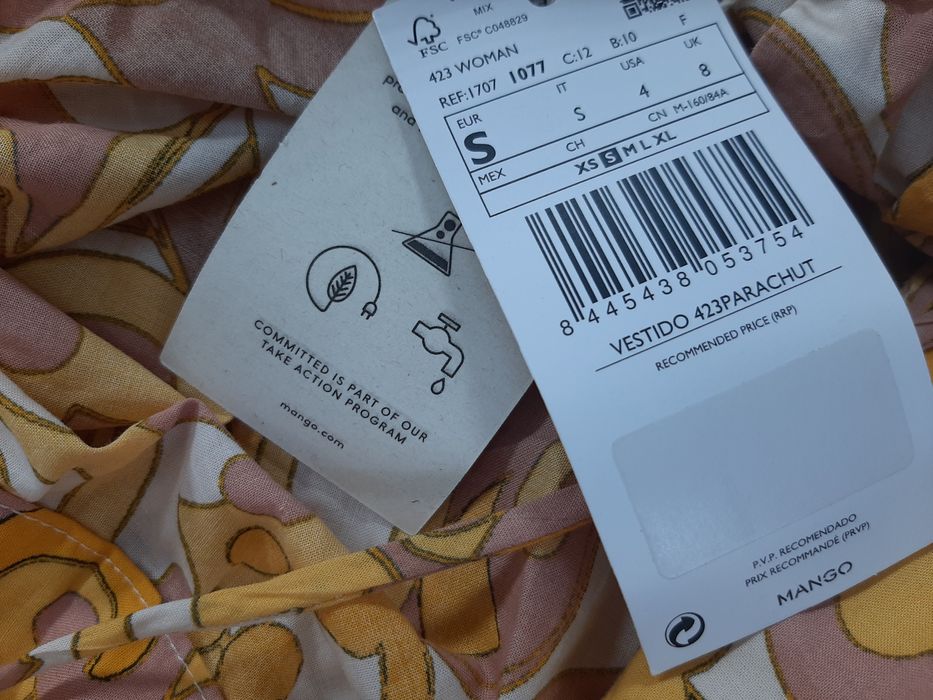 MIX
FSC
FSC® C048829
423 WOMAN
REF:1707 1077 C:12 B:10 F
EUR IT USA UK
S S 4 8
MEX CH CN M-160/84A
XS S M L XL
8 445438 053754
VESTIDO 423PARACHUT
RECOMMENDED PRICE (RRP)
P.V.P. RECOMENDADO
PRIX RECOMMANDÉ (PRVP)
MANGO
and
COMMITTED IS PART OF OUR
TAKE ACTION PROGRAM
mango.com